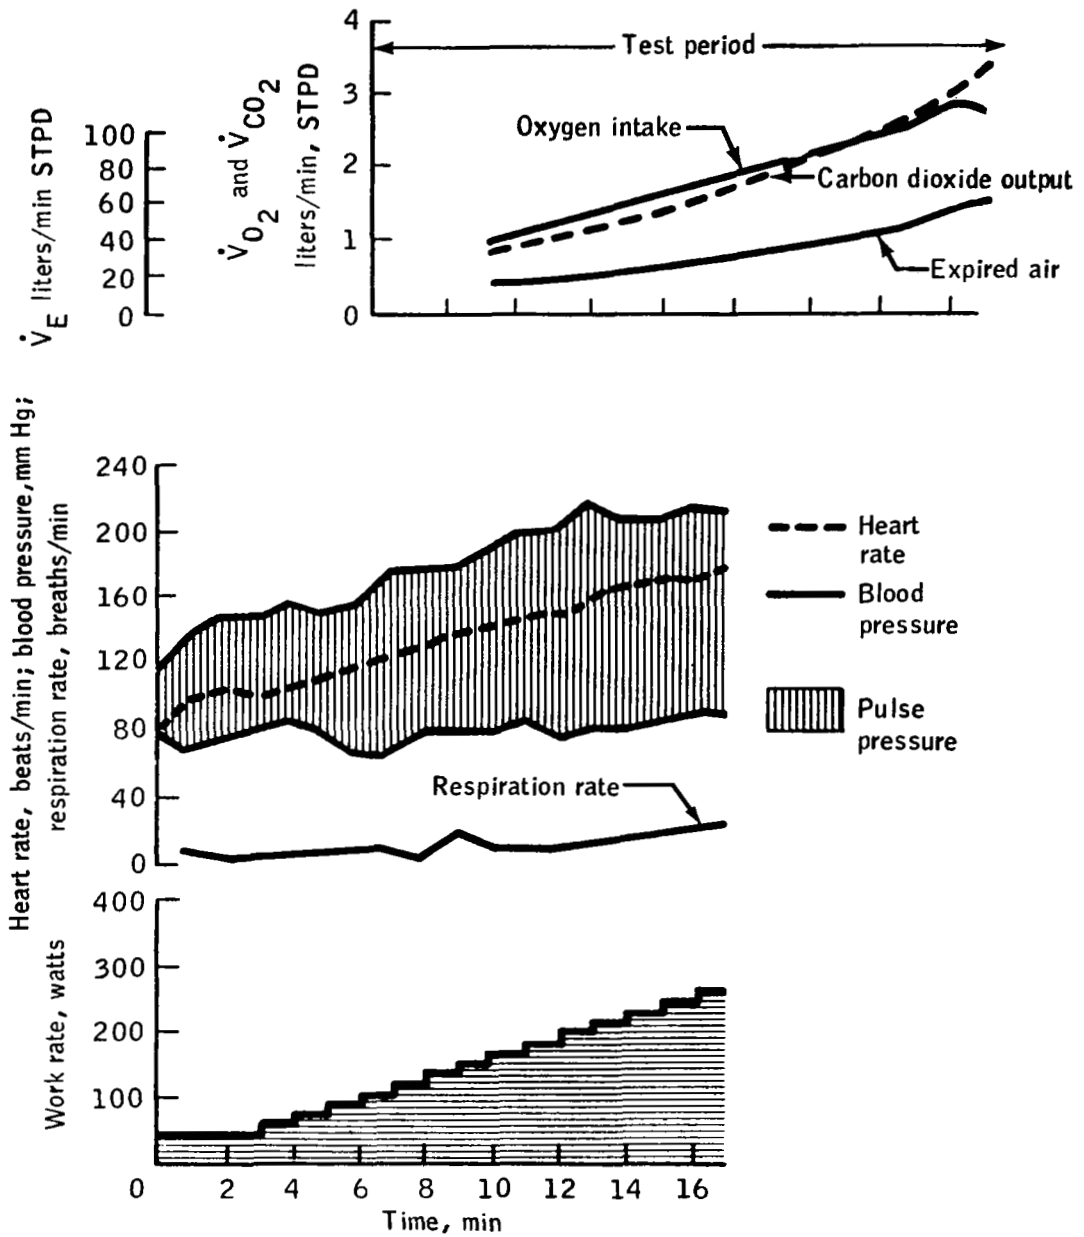 V̇E liters/min STPD
100
80
60
40
20
0
V̇O2 and V̇CO2
liters/min, STPD
4
3
2
1
0
Test period
Oxygen intake
Carbon dioxide output
Expired air
Heart rate, beats/min; blood pressure, mm Hg;
respiration rate, breaths/min
240
200
160
120
80
40
0
Heart
rate
Blood
pressure
Pulse
pressure
Respiration rate
Work rate, watts
400
300
200
100
0 2 4 6 8 10 12 14 16
Time, min